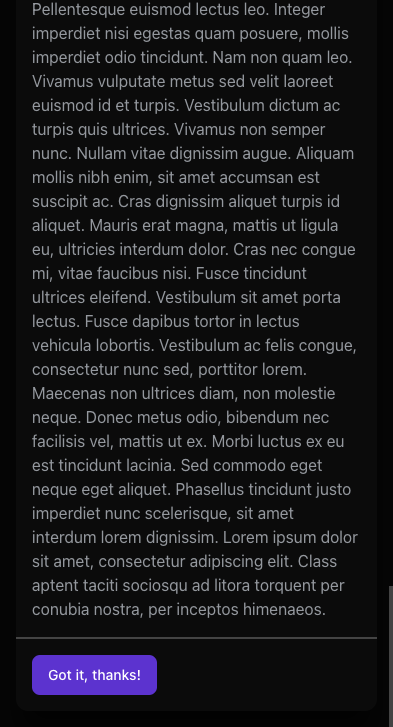 Pellentesque euismod lectus leo. Integer
imperdiet nisi egestas quam posuere, mollis
imperdiet odio tincidunt. Nam non quam leo.
Vivamus vulputate metus sed velit laoreet
euismod id et turpis. Vestibulum dictum ac
turpis quis ultrices. Vivamus non semper
nunc. Nullam vitae dignissim augue. Aliquam
mollis nibh enim, sit amet accumsan est
suscipit ac. Cras dignissim aliquet turpis id
aliquet. Mauris erat magna, mattis ut ligula
eu, ultricies interdum dolor. Cras nec congue
mi, vitae faucibus nisi. Fusce tincidunt
ultrices eleifend. Vestibulum sit amet porta
lectus. Fusce dapibus tortor in lectus
vehicula lobortis. Vestibulum ac felis congue,
consectetur nunc sed, porttitor lorem.
Maecenas non ultrices diam, non molestie
neque. Donec metus odio, bibendum nec
facilisis vel, mattis ut ex. Morbi luctus ex eu
est tincidunt lacinia. Sed commodo eget
neque eget aliquet. Phasellus tincidunt justo
imperdiet nunc scelerisque, sit amet
interdum lorem dignissim. Lorem ipsum dolor
sit amet, consectetur adipiscing elit. Class
aptent taciti sociosqu ad litora torquent per
conubia nostra, per inceptos himenaeos.
Got it, thanks!